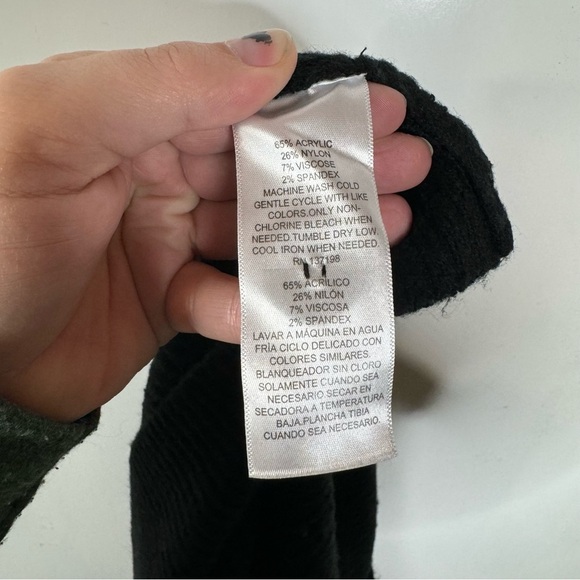 65% ACRYLIC
26% NYLON
7% VISCOSE
2% SPANDEX
MACHINE WASH COLD
GENTLE CYCLE WITH LIKE
COLORS.ONLY NON-
CHLORINE BLEACH WHEN
NEEDED.TUMBLE DRY LOW.
COOL IRON WHEN NEEDED.
RN 137198
65% ACRILICO
26% NILÓN
7% VISCOSA
2% SPANDEX
LAVAR A MÁQUINA EN AGUA
FRÍA CICLO DELICADO CON
COLORES SIMILARES.
BLANQUEADOR SIN CLORO
SOLAMENTE CUANDO SEA
NECESARIO.SECAR EN
SECADORA A TEMPERATURA
BAJA.PLANCHA TIBIA
CUANDO SEA NECESARIO.